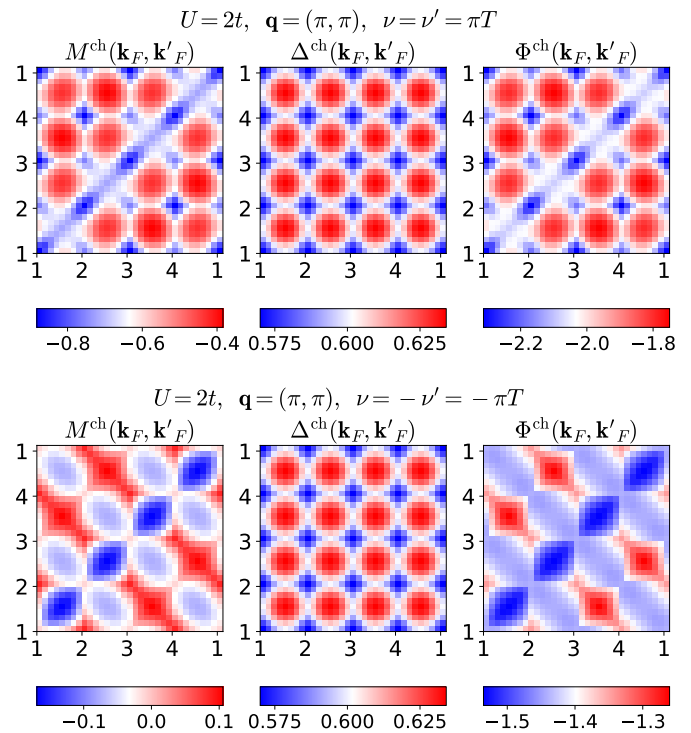 U = 2t, q = (π, π), ν = ν′ = πT
M^ch(k_F, k′_F) Δ^ch(k_F, k′_F) Φ^ch(k_F, k′_F)
1 1 1
4 4 4
3 3 3
2 2 2
1 1 1
1 2 3 4 1 1 2 3 4 1 1 2 3 4 1
−0.8 −0.6 −0.4 0.575 0.600 0.625 −2.2 −2.0 −1.8
U = 2t, q = (π, π), ν = − ν′ = − πT
M^ch(k_F, k′_F) Δ^ch(k_F, k′_F) Φ^ch(k_F, k′_F)
1 1 1
4 4 4
3 3 3
2 2 2
1 1 1
1 2 3 4 1 1 2 3 4 1 1 2 3 4 1
−0.1 0.0 0.1 0.575 0.600 0.625 −1.5 −1.4 −1.3